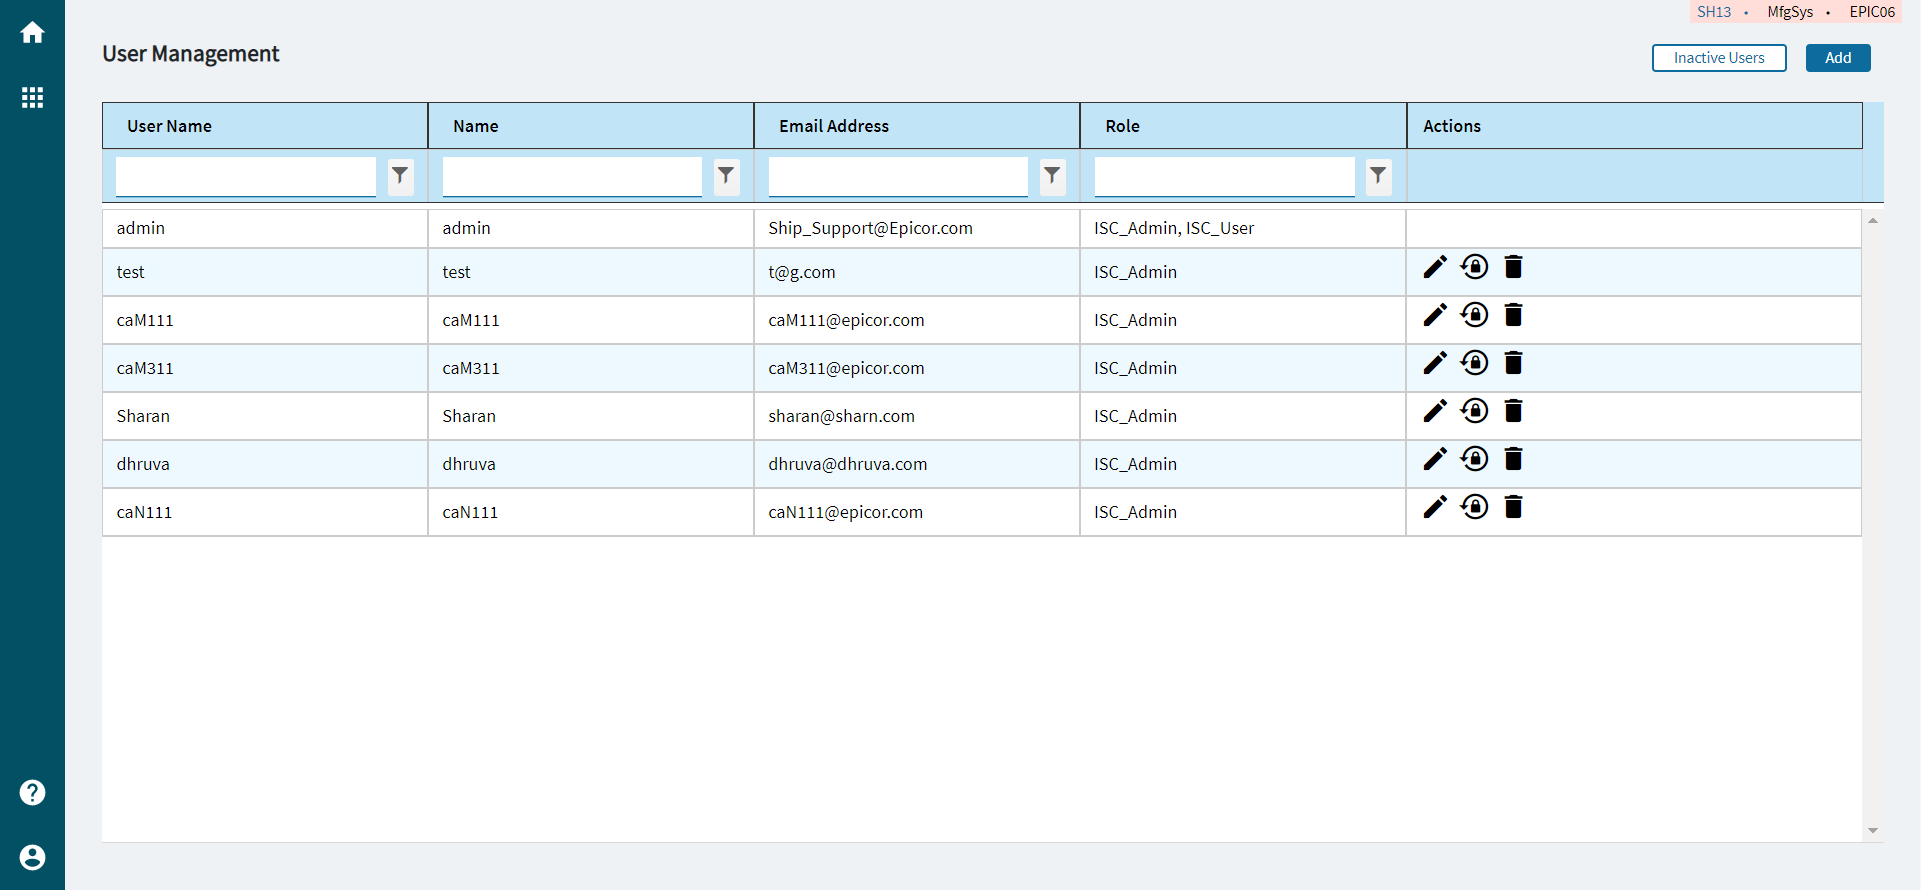 SH13 • MfgSys • EPIC06
User Management
Inactive Users Add
User Name Name Email Address Role Actions
admin admin Ship_Support@Epicor.com ISC_Admin, ISC_User
test test t@g.com ISC_Admin
caM111 caM111 caM111@epicor.com ISC_Admin
caM311 caM311 caM311@epicor.com ISC_Admin
Sharan Sharan sharan@sharn.com ISC_Admin
dhruva dhruva dhruva@dhruva.com ISC_Admin
caN111 caN111 caN111@epicor.com ISC_Admin